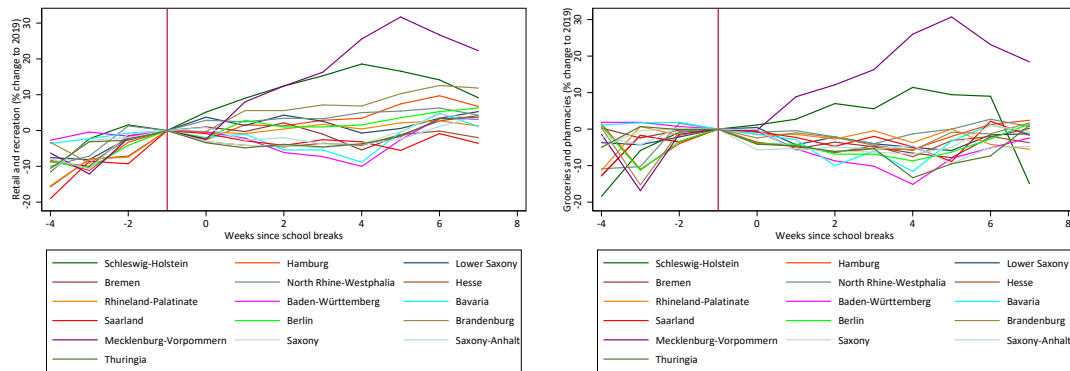 Retail and recreation (% change to 2019)
30
20
10
0
-10
-20
-4
-2
0
2
4
6
8
Weeks since school breaks
Schleswig-Holstein
Hamburg
Lower Saxony
Bremen
North Rhine-Westphalia
Hesse
Rhineland-Palatinate
Baden-Württemberg
Bavaria
Saarland
Berlin
Brandenburg
Mecklenburg-Vorpommern
Saxony
Saxony-Anhalt
Thuringia
Groceries and pharmacies (% change to 2019)
30
20
10
0
-10
-20
-4
-2
0
2
4
6
8
Weeks since school breaks
Schleswig-Holstein
Hamburg
Lower Saxony
Bremen
North Rhine-Westphalia
Hesse
Rhineland-Palatinate
Baden-Württemberg
Bavaria
Saarland
Berlin
Brandenburg
Mecklenburg-Vorpommern
Saxony
Saxony-Anhalt
Thuringia